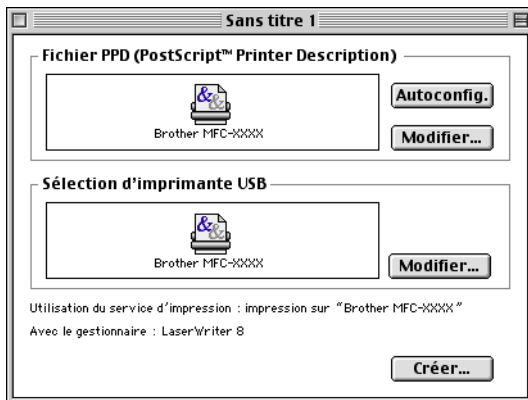 Sans titre 1
Fichier PPD (PostScript™ Printer Description)
Brother MFC-XXXX
Autoconfig.
Modifier...
Sélection d'imprimante USB
Brother MFC-XXXX
Modifier...
Utilisation du service d'impression : impression sur "Brother MFC-XXXX"
Avec le gestionnaire : LaserWriter 8
Créer...